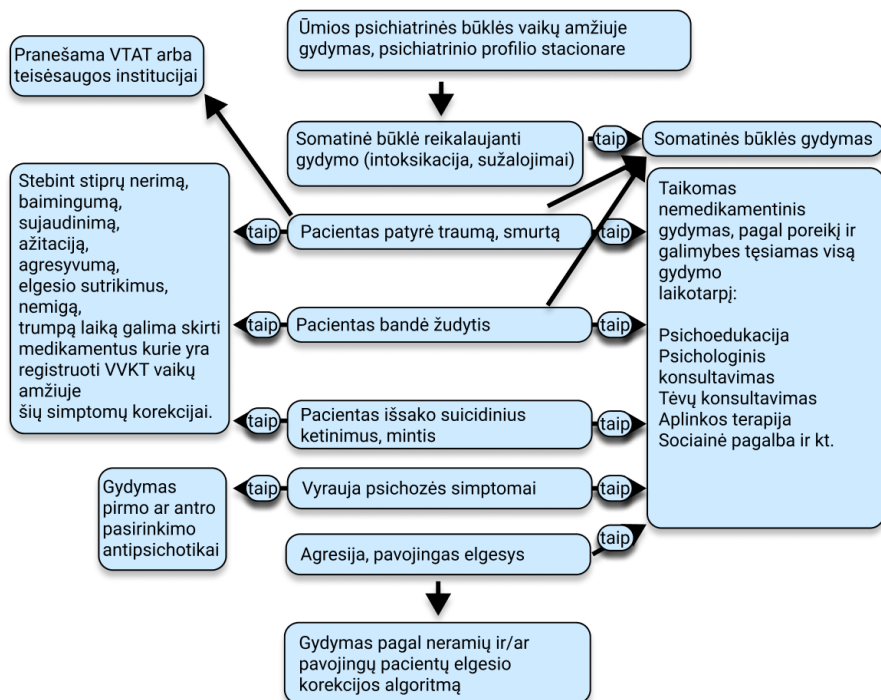 Ūmios psichiatrinės būklės vaikų amžiuje
gydymas, psichiatrinio profilio stacionare
Pranešama VTAT arba
teisėsaugos institucijai
Somatinė būklė reikalaujanti
gydymo (intoksikacija, sužalojimai)
taip
Somatinės būklės gydymas
Stebint stiprų nerimą,
baimingumą,
sujaudinimą,
ažitaciją,
agresyvumą,
elgesio sutrikimus,
nemigą,
trumpą laiką galima skirti
medikamentus kurie yra
registruoti VVKT vaikų
amžiuje
šių simptomų korekcijai.
taip
Pacientas patyrė traumą, smurtą
taip
taip
Pacientas bandė žudytis
taip
taip
Pacientas išsako suicidinius
ketinimus, mintis
taip
Taikomas
nemedikamentinis
gydymas, pagal poreikį ir
galimybes tęsiamas visą
gydymo
laikotarpį:
Psichoedukacija
Psichologinis
konsultavimas
Tėvų konsultavimas
Aplinkos terapija
Sociainė pagalba ir kt.
Gydymas
pirmo ar antro
pasirinkimo
antipsichotikai
taip
Vyrauja psichozės simptomai
taip
Agresija, pavojingas elgesys
taip
Gydymas pagal neramių ir/ar
pavojingų pacientų elgesio
korekcijos algoritmą